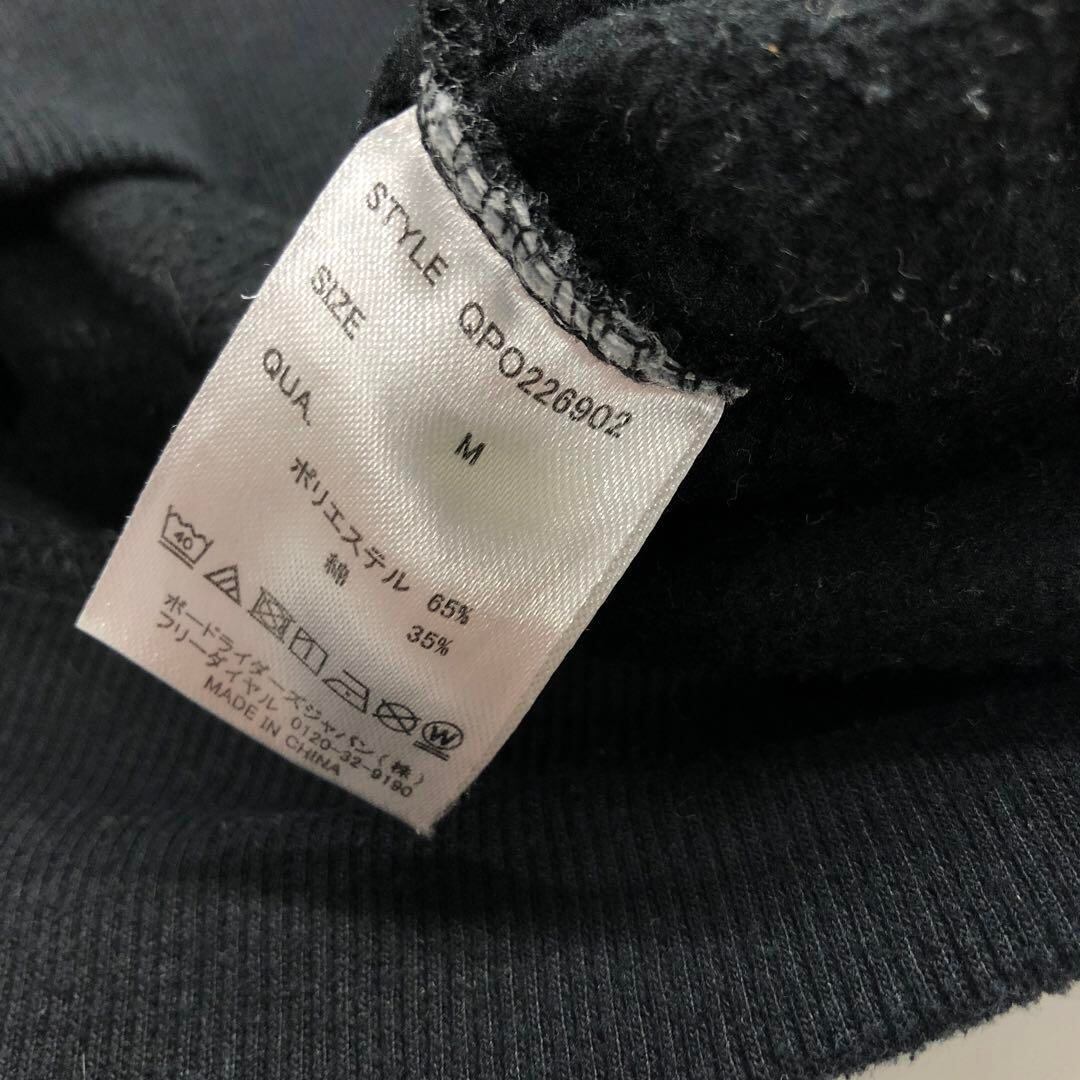 STYLE QPO226902
SIZE M
QUA. ポリエステル 65%
綿 35%
40
W
ボードライダーズジャパン(株)
フリーダイヤル 0120-32-9190
MADE IN CHINA